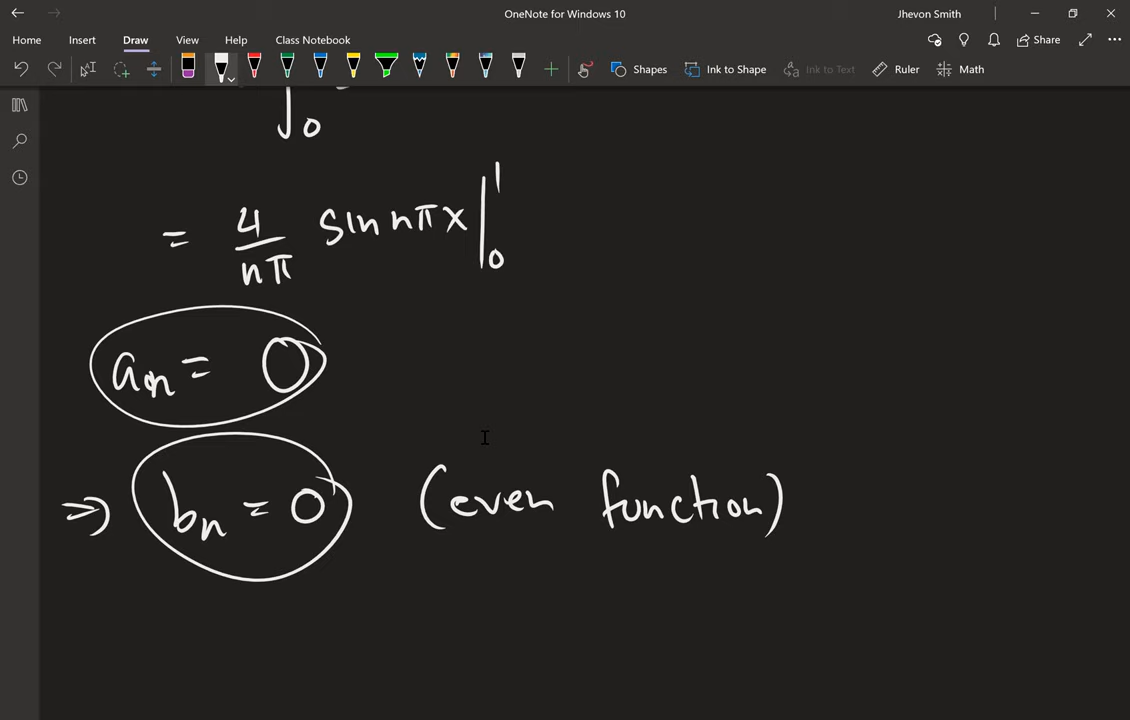 OneNote for Windows 10
Jhevon Smith
Home Insert Draw View Help Class Notebook
Share
Shapes Ink to Shape Ink to Text Ruler Math
∫ 0
= 4/nπ sin nπx | 1 0
aₙ = 0
⇒ bₙ = 0 (even function)